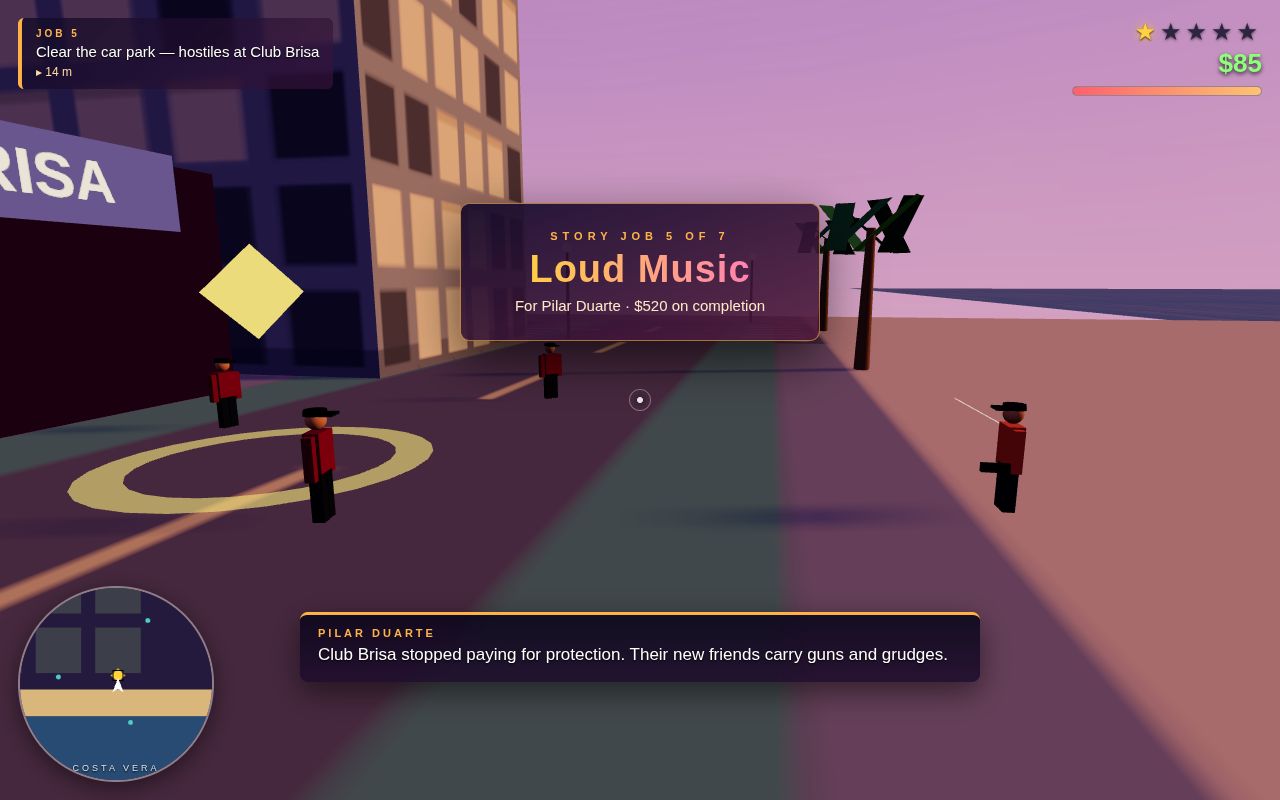 JOB 5
Clear the car park — hostiles at Club Brisa
▸ 14 m
$85
RISA
STORY JOB 5 OF 7
Loud Music
For Pilar Duarte · $520 on completion
PILAR DUARTE
Club Brisa stopped paying for protection. Their new friends carry guns and grudges.
COSTA VERA